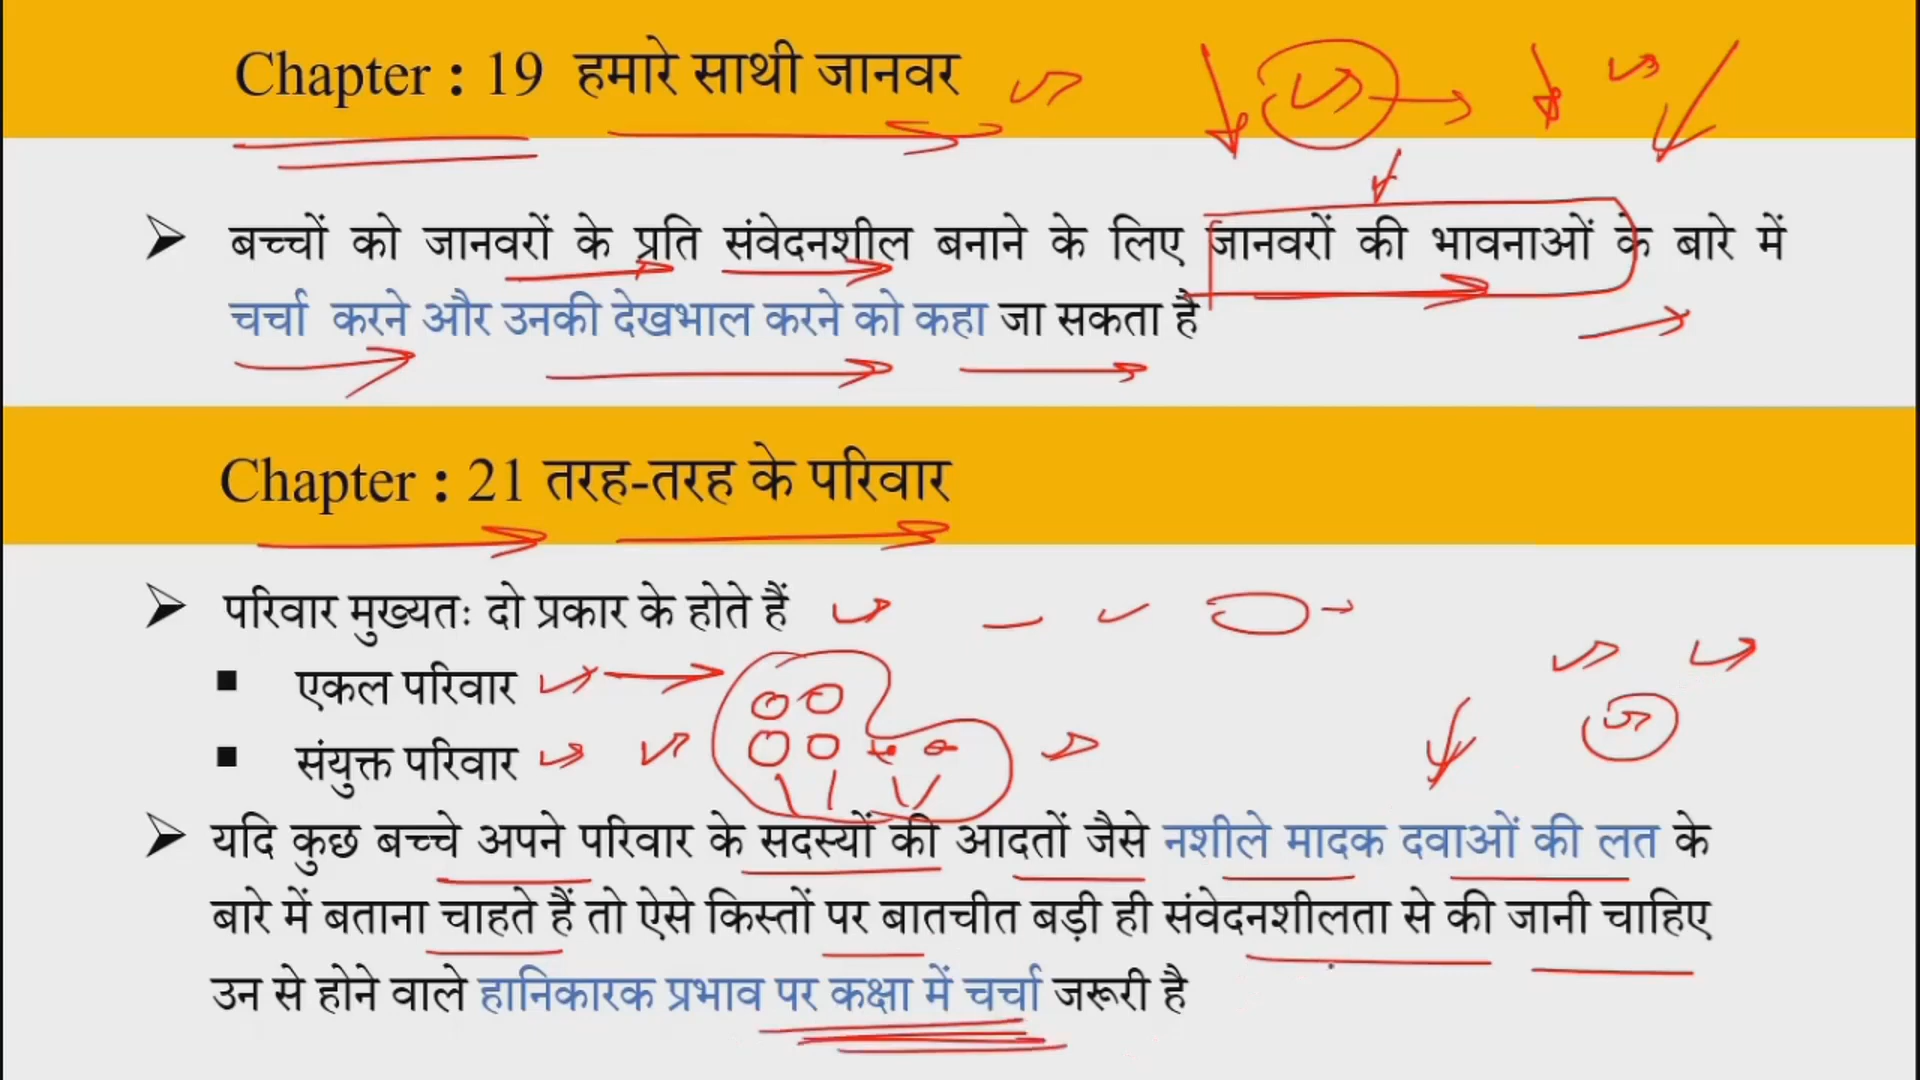 Chapter : 19 हमारे साथी जानवर
➢ बच्चों को जानवरों के प्रति संवेदनशील बनाने के लिए जानवरों की भावनाओं के बारे में
चर्चा करने और उनकी देखभाल करने को कहा जा सकता है
Chapter : 21 तरह-तरह के परिवार
➢ परिवार मुख्यतः दो प्रकार के होते हैं
▪ एकल परिवार
▪ संयुक्त परिवार
➢ यदि कुछ बच्चे अपने परिवार के सदस्यों की आदतों जैसे नशीले मादक दवाओं की लत के
बारे में बताना चाहते हैं तो ऐसे किस्तों पर बातचीत बड़ी ही संवेदनशीलता से की जानी चाहिए
उन से होने वाले हानिकारक प्रभाव पर कक्षा में चर्चा जरूरी है